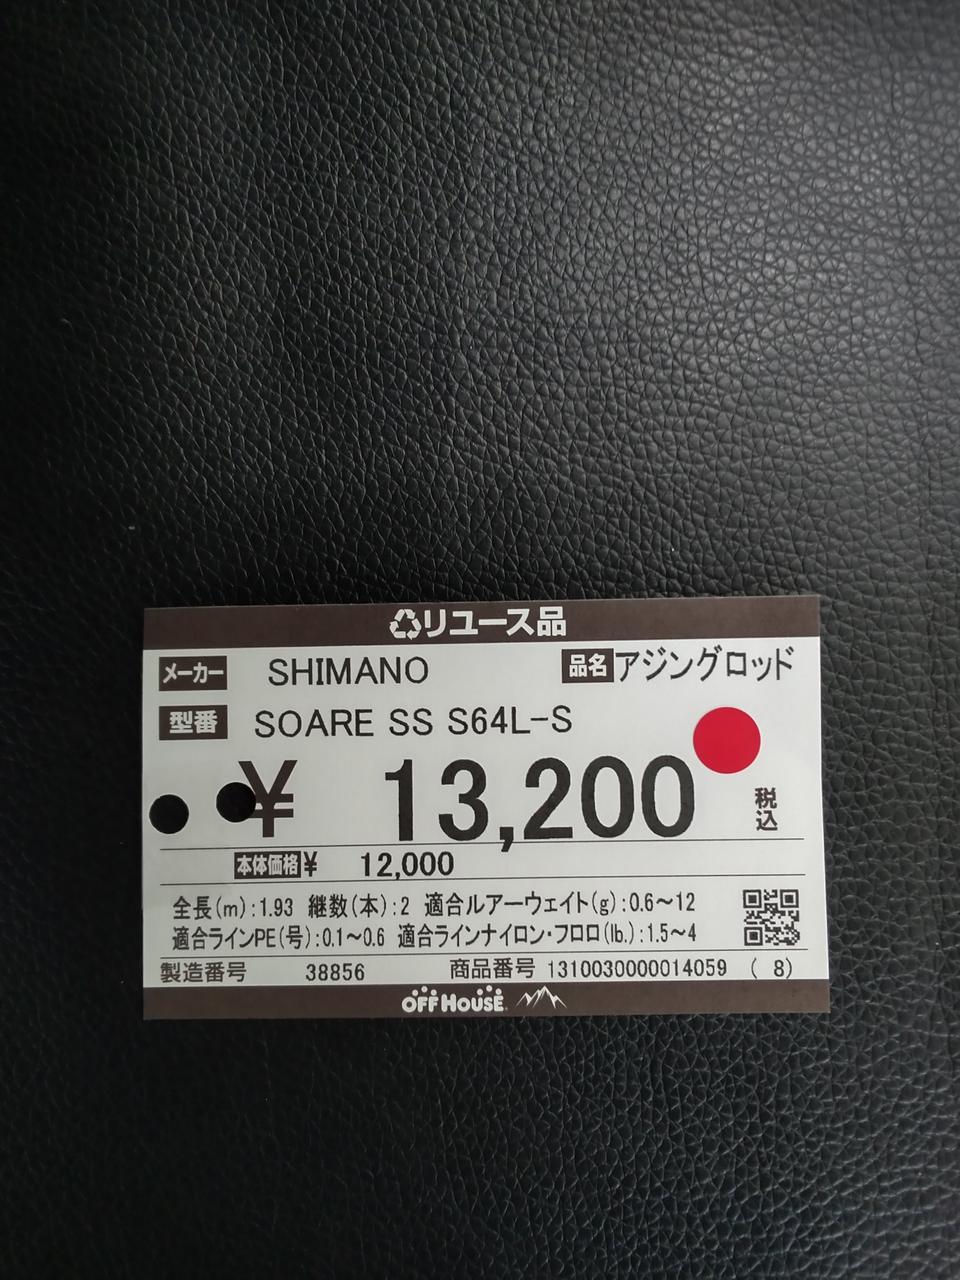 リユース品
メーカー SHIMANO 品名 アジングロッド
型番 SOARE SS S64L-S
¥ 13,200 税込
本体価格¥ 12,000
全長(m):1.93 継数(本):2 適合ルアーウェイト(g):0.6~12
適合ラインPE(号):0.1~0.6 適合ラインナイロン・フロロ(lb.):1.5~4
製造番号 38856 商品番号 1310030000014059 ( 8)
OFF HOUSE